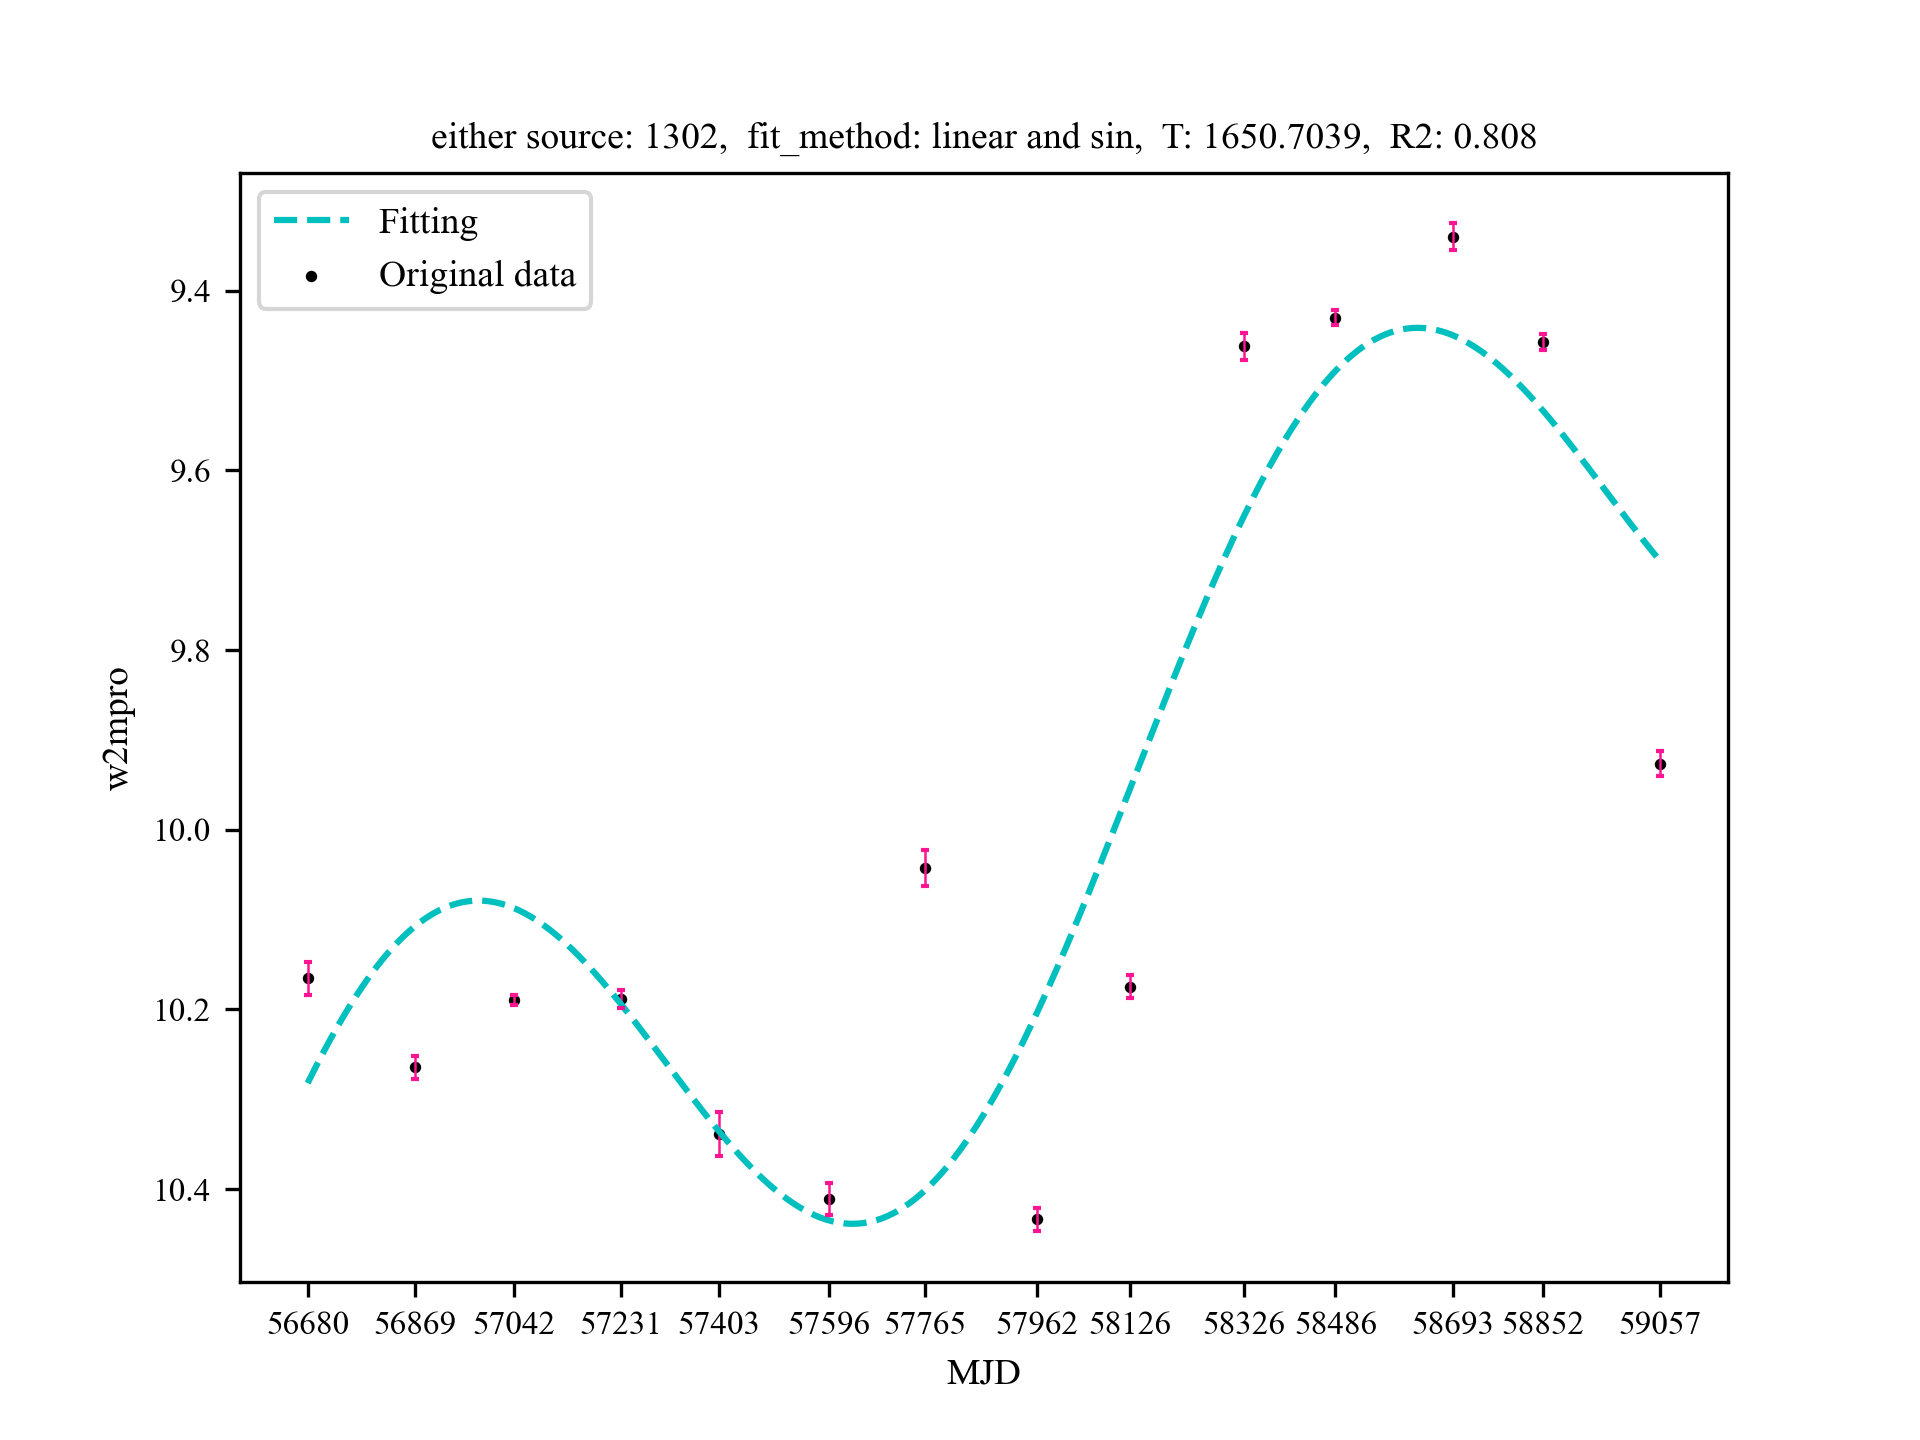 either source: 1302,  fit_method: linear and sin,  T: 1650.7039,  R2: 0.808
Fitting
Original data
9.4
9.6
9.8
10.0
10.2
10.4
w2mpro
56680 56869 57042 57231 57403 57596 57765 57962 58126 58326 58486 58693 58852 59057
MJD